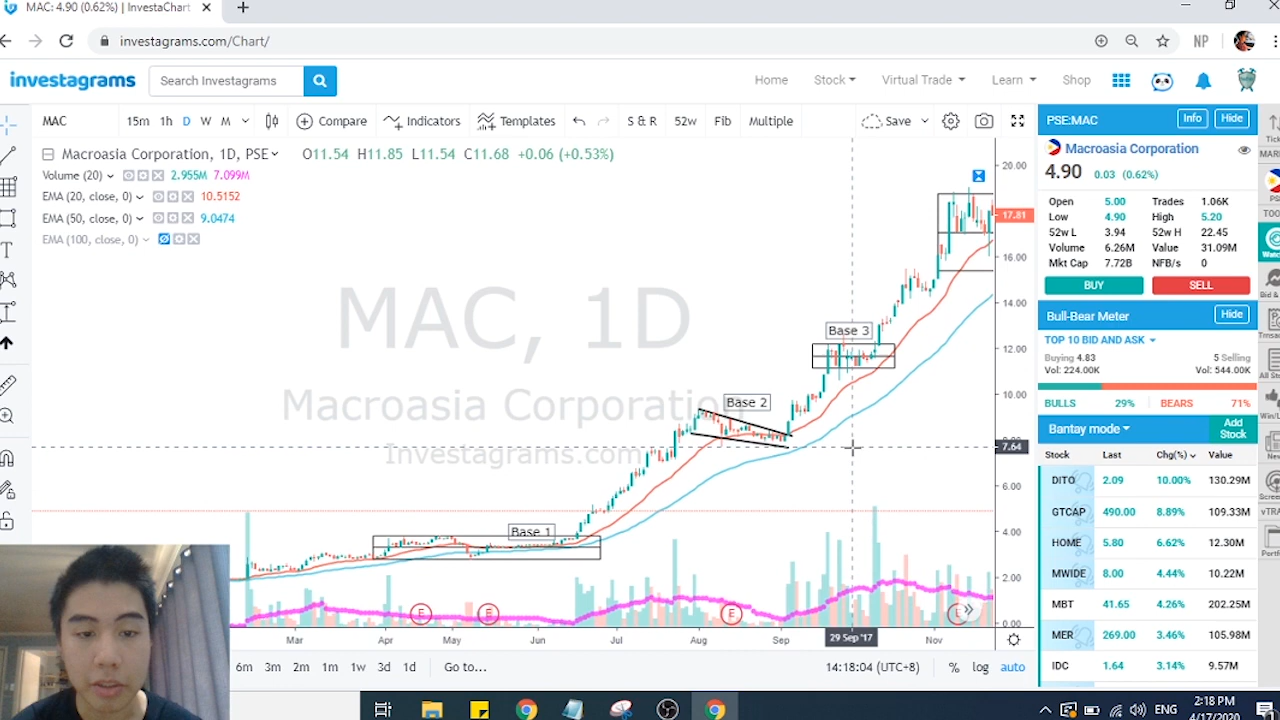 MAC: 4.90 (0.62%) | InvestaChart
investagrams.com/Chart/
NP
investagrams
Search Investagrams
Home
Stock
Virtual Trade
Learn
Shop
MAC
15m 1h D W M
Compare
Indicators
Templates
S & R
52w
Fib
Multiple
Save
Macroasia Corporation, 1D, PSE
O11.54 H11.85 L11.54 C11.68 +0.06 (+0.53%)
Volume (20) 2.955M 7.099M
EMA (20, close, 0) 10.5152
EMA (50, close, 0) 9.0474
EMA (100, close, 0)
MAC, 1D
Macroasia Corporation
Investagrams.com
Base 1
Base 2
Base 3
20.00
17.81
16.00
14.00
12.00
10.00
7.64
6.00
4.00
2.00
0.00
E E E
Mar Apr May Jun Jul Aug Sep 29 Sep '17 Nov
6m 3m 2m 1m 1w 3d 1d Go to...
14:18:04 (UTC+8) % log auto
PSE:MAC Info Hide
Macroasia Corporation
4.90 0.03 (0.62%)
Open 5.00 Trades 1.06K
Low 4.90 High 5.20
52w L 3.94 52w H 22.45
Volume 6.26M Value 31.09M
Mkt Cap 7.72B NFB/S 0
BUY SELL
Bull-Bear Meter Hide
TOP 10 BID AND ASK
Buying 4.83 5 Selling
Vol: 224.00K Vol: 544.00K
BULLS 29% BEARS 71%
Bantay mode Add Stock
Stock Last Chg(%) Value
DITO 2.09 10.00% 130.29M
GTCAP 490.00 8.89% 109.33M
HOME 5.80 6.62% 12.30M
MWIDE 8.00 4.44% 10.22M
MBT 41.65 4.26% 202.25M
MER 269.00 3.46% 105.98M
IDC 1.64 3.14% 9.57M
ENG
2:18 PM